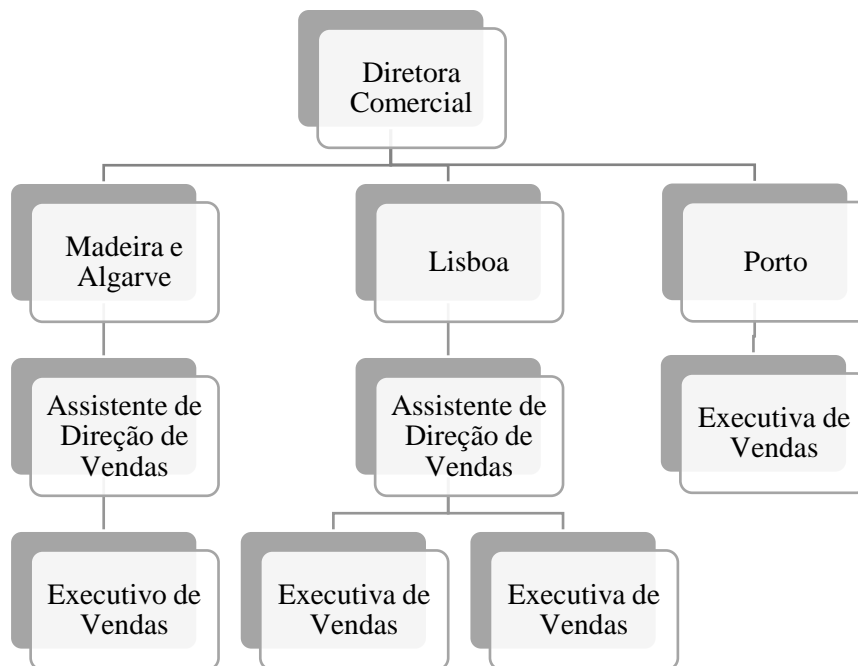 Diretora
Comercial
Madeira e
Algarve
Lisboa
Porto
Assistente de
Direção de
Vendas
Assistente de
Direção de
Vendas
Executiva de
Vendas
Executivo de
Vendas
Executiva de
Vendas
Executiva de
Vendas